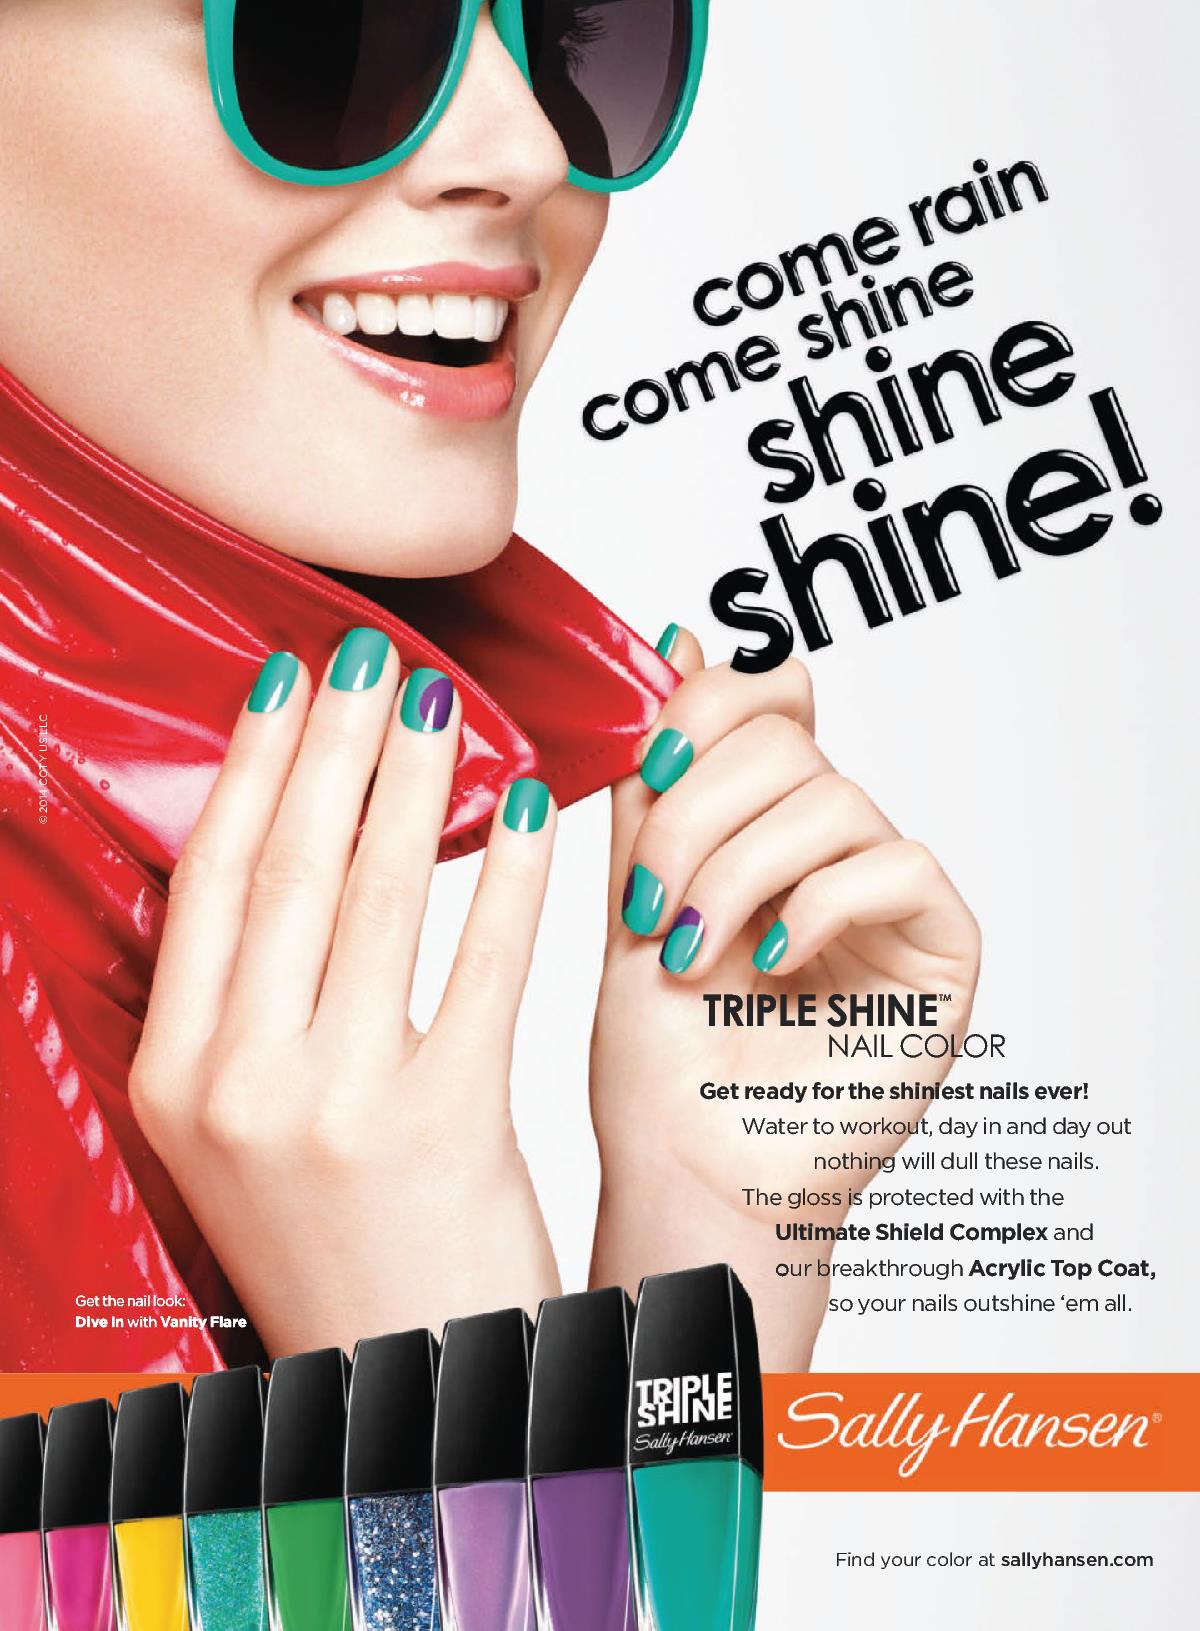 come rain
come shine
shine
shine!
© 2014 COTY US LLC
TRIPLE SHINE™
NAIL COLOR
Get ready for the shiniest nails ever!
Water to workout, day in and day out
nothing will dull these nails.
The gloss is protected with the
Ultimate Shield Complex and
our breakthrough Acrylic Top Coat,
so your nails outshine ‘em all.
Get the nail look:
Dive In with Vanity Flare
TRIPLE
SHINE
Sally Hansen
Sally Hansen®
Find your color at sallyhansen.com